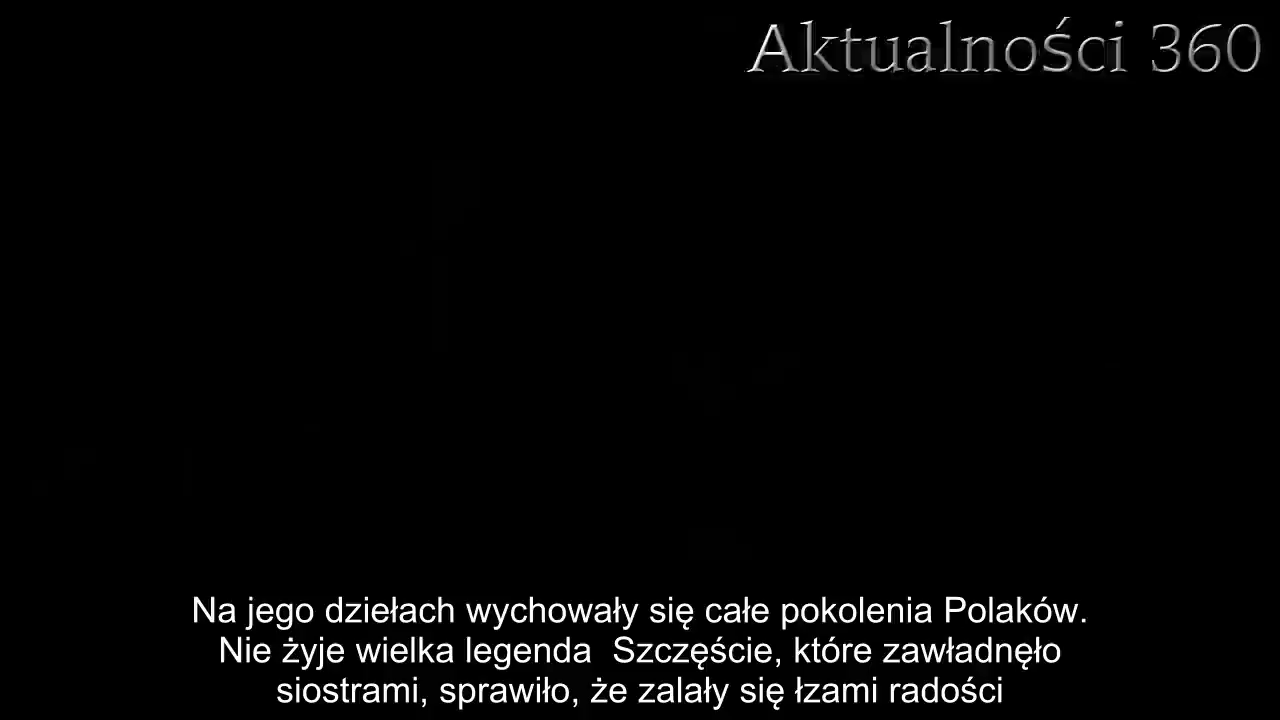 Aktualności 360
Na jego dziełach wychowały się całe pokolenia Polaków.
Nie żyje wielka legenda  Szczęście, które zawładnęło
siostrami, sprawiło, że zalały się łzami radości